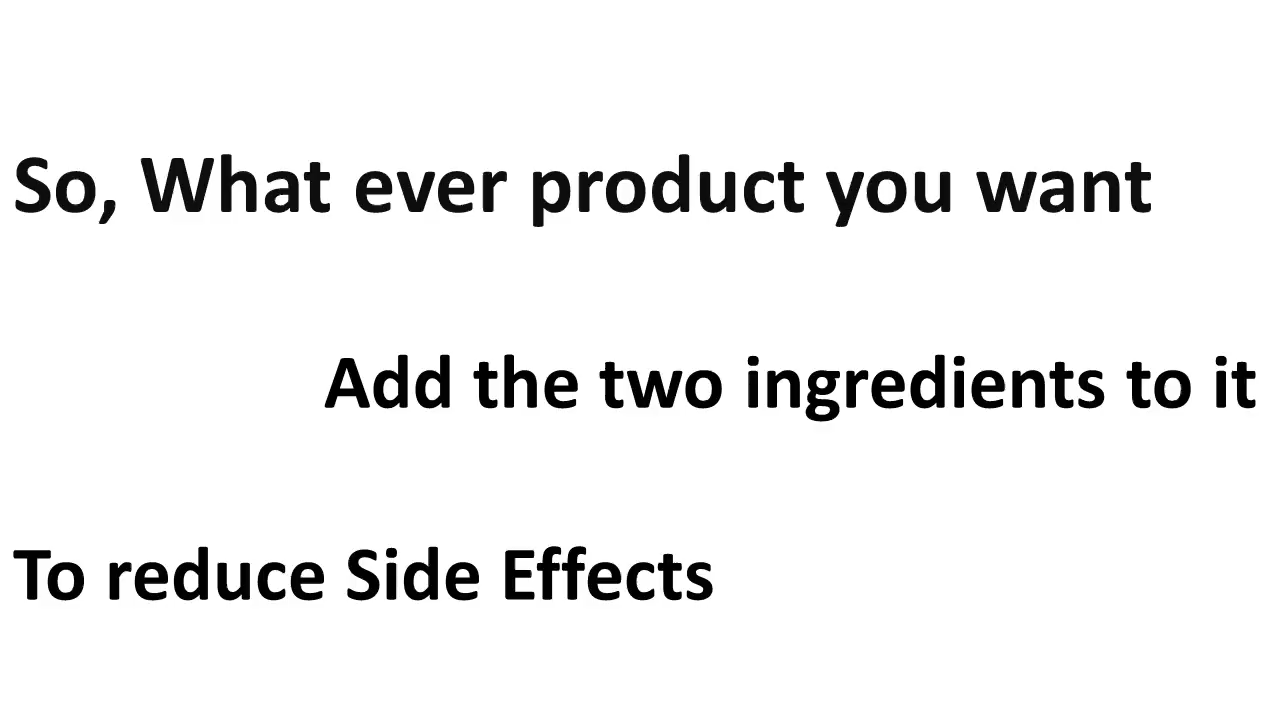 So, What ever product you want
Add the two ingredients to it
To reduce Side Effects